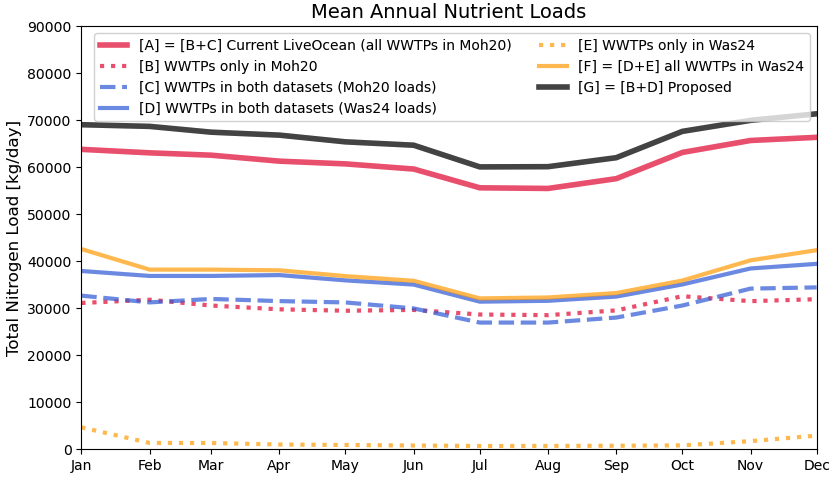 Mean Annual Nutrient Loads
[A] = [B+C] Current LiveOcean (all WWTPs in Moh20)
[B] WWTPs only in Moh20
[C] WWTPs in both datasets (Moh20 loads)
[D] WWTPs in both datasets (Was24 loads)
[E] WWTPs only in Was24
[F] = [D+E] all WWTPs in Was24
[G] = [B+D] Proposed
Total Nitrogen Load [kg/day]
90000
80000
70000
60000
50000
40000
30000
20000
10000
0
Jan Feb Mar Apr May Jun Jul Aug Sep Oct Nov Dec